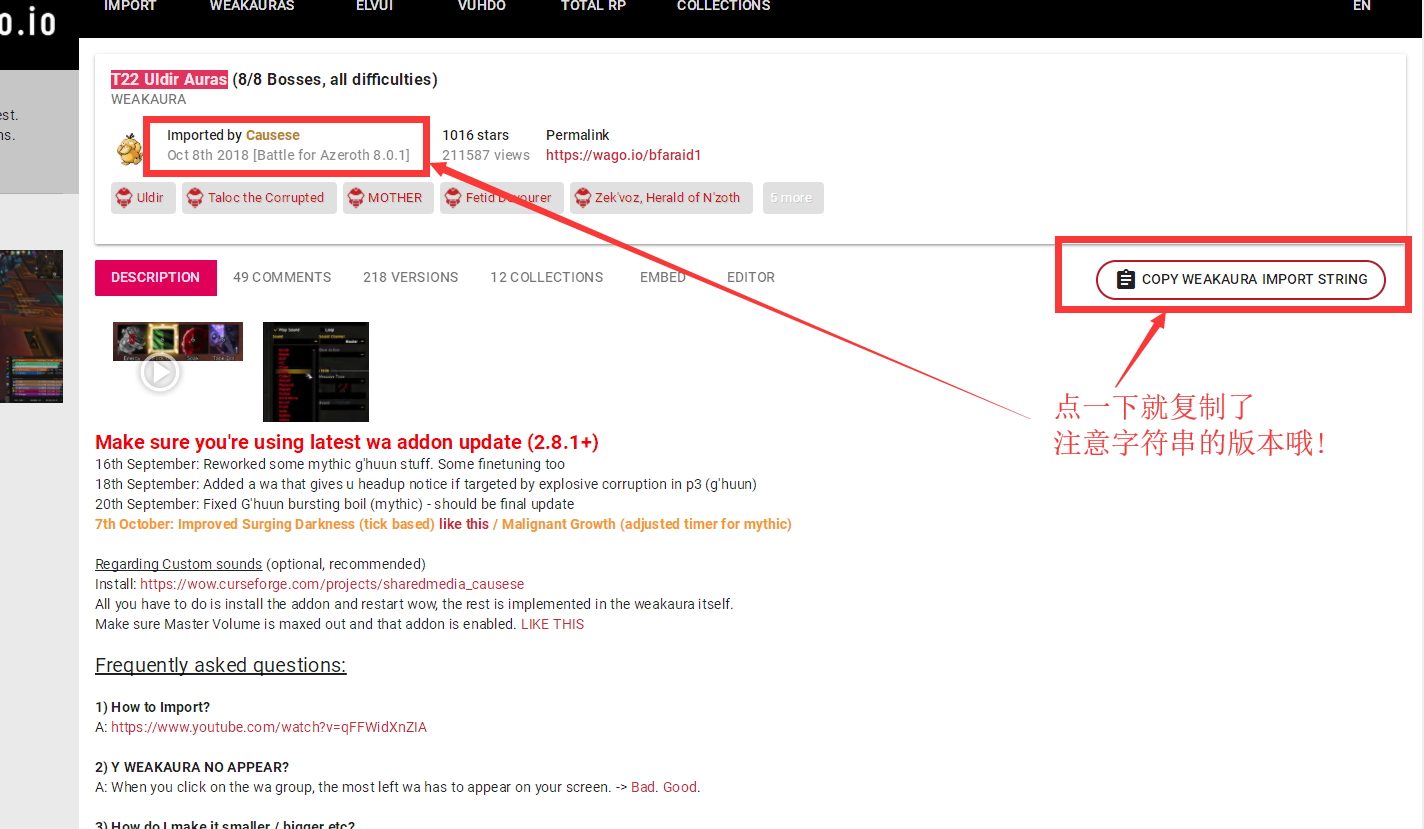 o.io
IMPORT WEAKAURAS ELVUI VUHDO TOTAL RP COLLECTIONS EN
est.
ns.
T22 Uldir Auras (8/8 Bosses, all difficulties)
WEAKAURA
Imported by Causese 1016 stars Permalink
Oct 8th 2018 [Battle for Azeroth 8.0.1] 211587 views https://wago.io/bfaraid1
Uldir Taloc the Corrupted MOTHER Fetid Devourer Zek'voz, Herald of N'zoth 5 more
DESCRIPTION 49 COMMENTS 218 VERSIONS 12 COLLECTIONS EMBED EDITOR COPY WEAKAURA IMPORT STRING
点一下就复制了
注意字符串的版本哦!
Make sure you're using latest wa addon update (2.8.1+)
16th September: Reworked some mythic g'huun stuff. Some finetuning too
18th September: Added a wa that gives u headup notice if targeted by explosive corruption in p3 (g'huun)
20th September: Fixed G'huun bursting boil (mythic) - should be final update
7th October: Improved Surging Darkness (tick based) like this / Malignant Growth (adjusted timer for mythic)
Regarding Custom sounds (optional, recommended)
Install: https://wow.curseforge.com/projects/sharedmedia_causese
All you have to do is install the addon and restart wow, the rest is implemented in the weakaura itself.
Make sure Master Volume is maxed out and that addon is enabled. LIKE THIS
Frequently asked questions:
1) How to Import?
A: https://www.youtube.com/watch?v=qFFWidXnZIA
2) Y WEAKAURA NO APPEAR?
A: When you click on the wa group, the most left wa has to appear on your screen. -> Bad. Good.
3) How do I make it smaller / bigger etc?